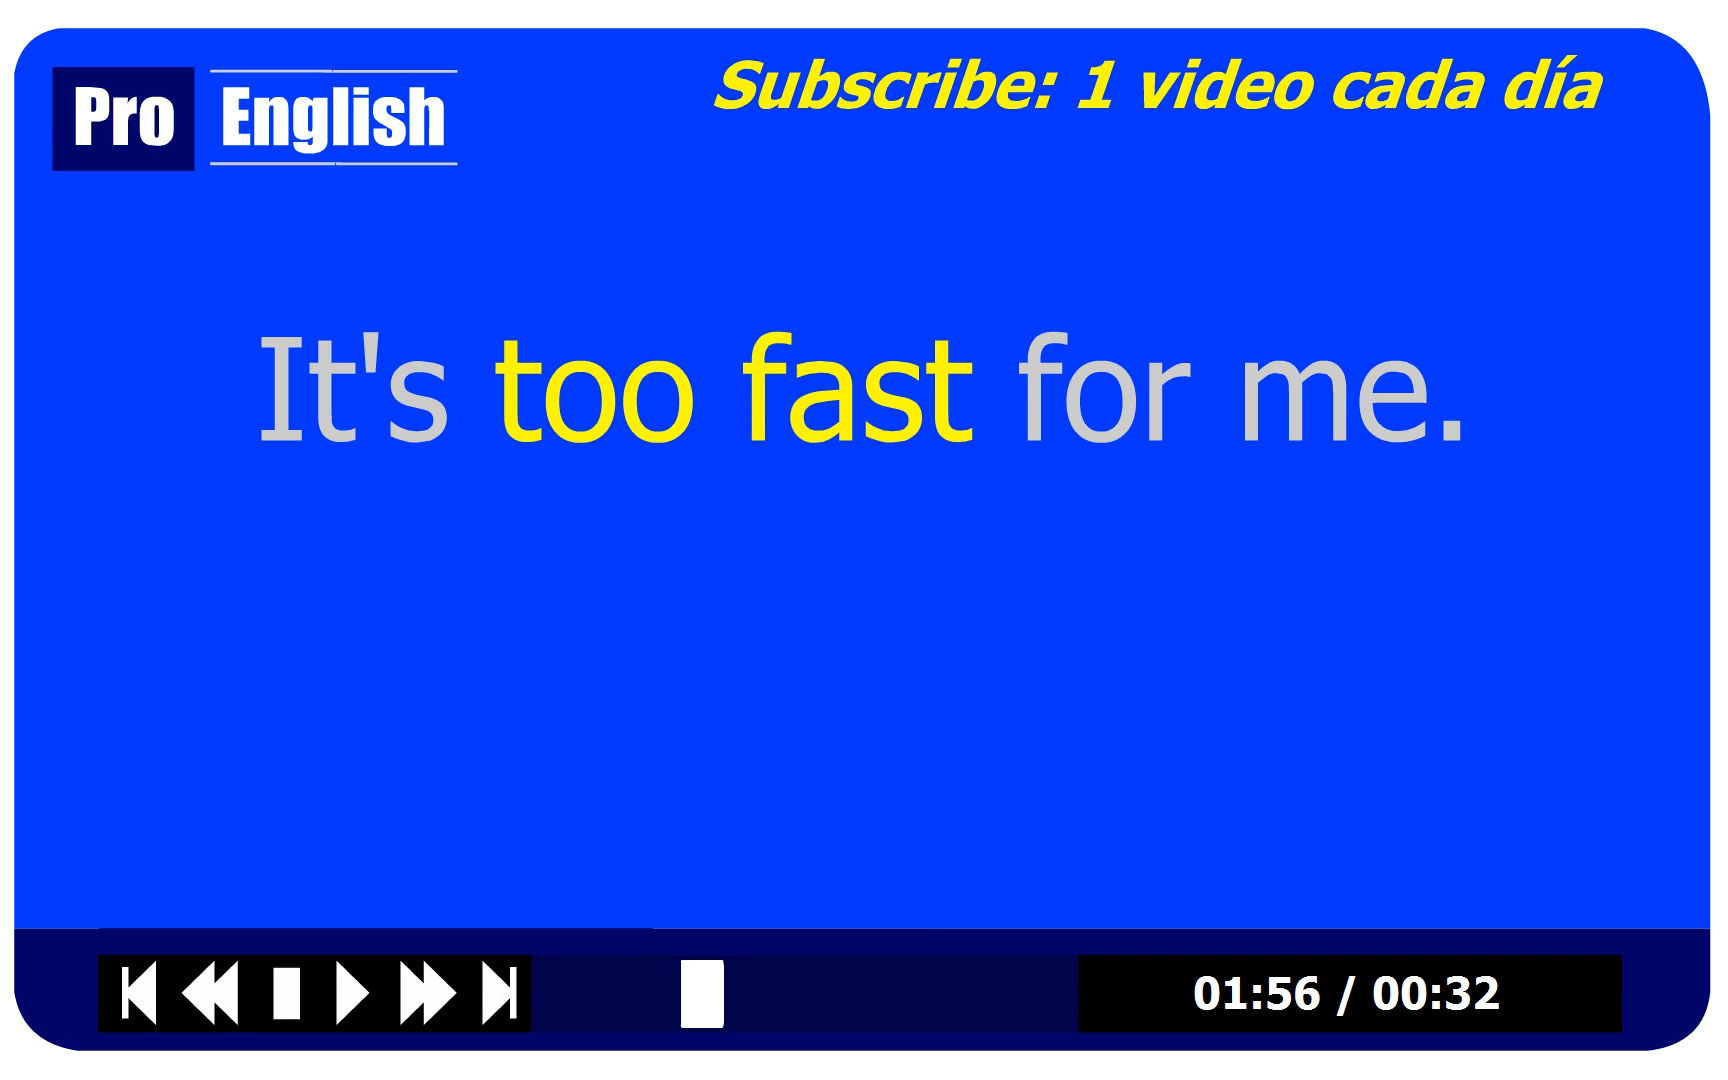 Pro English
Subscribe: 1 video cada día
It's too fast for me.
01:56 / 00:32